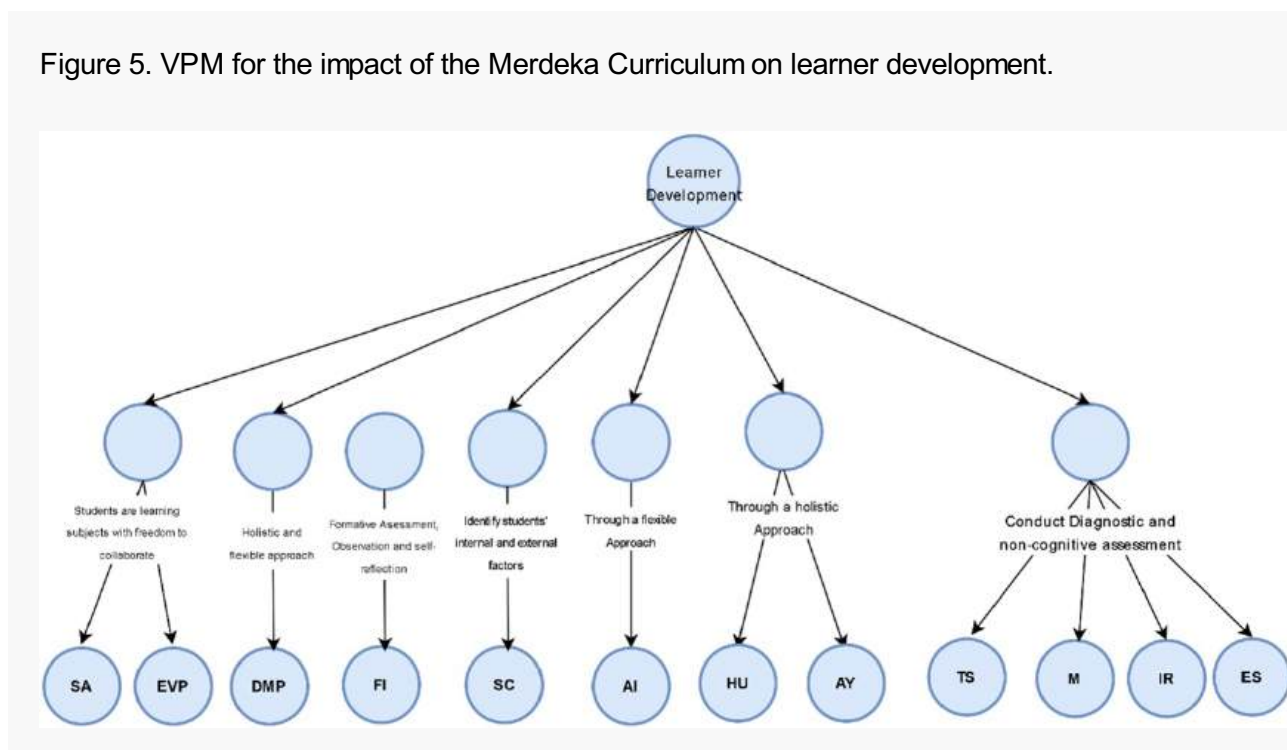 Figure 5. VPM for the impact of the Merdeka Curriculum on learner development.
Learner
Development
Students are learning
subjects with freedom to
collaborate
Holistic and
flexible approach
Formative Asessment,
Observation and self-
reflection
Identify students'
internal and external
factors
Through a flexible
Approach
Through a holistic
Approach
Conduct Diagnostic and
non-cognitive assessment
SA
EVP
DMP
FI
SC
AI
HU
AY
TS
M
IR
ES